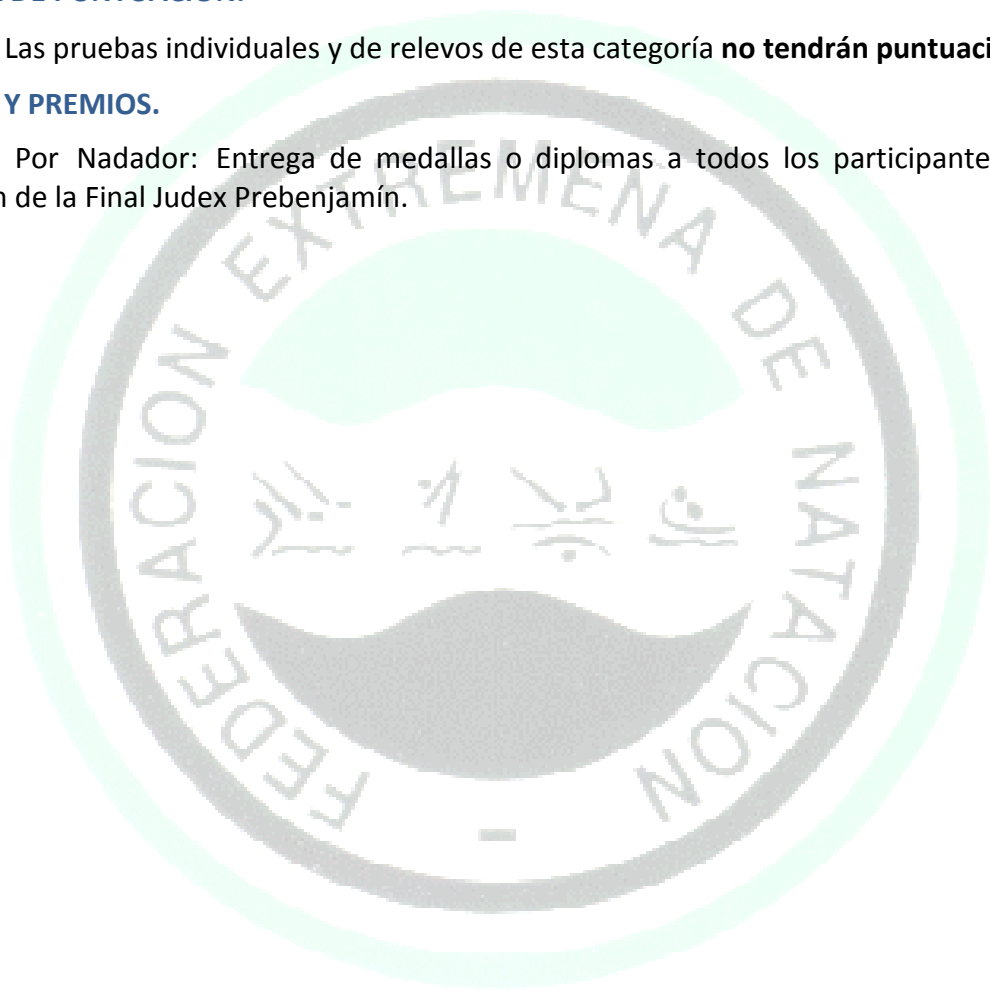 Las pruebas individuales y de relevos de esta categoría no tendrán puntuaci
Y PREMIOS.
Por Nadador: Entrega de medallas o diplomas a todos los participante
n de la Final Judex Prebenjamín.
FEDERACION EXTREMEÑA DE NATACION -